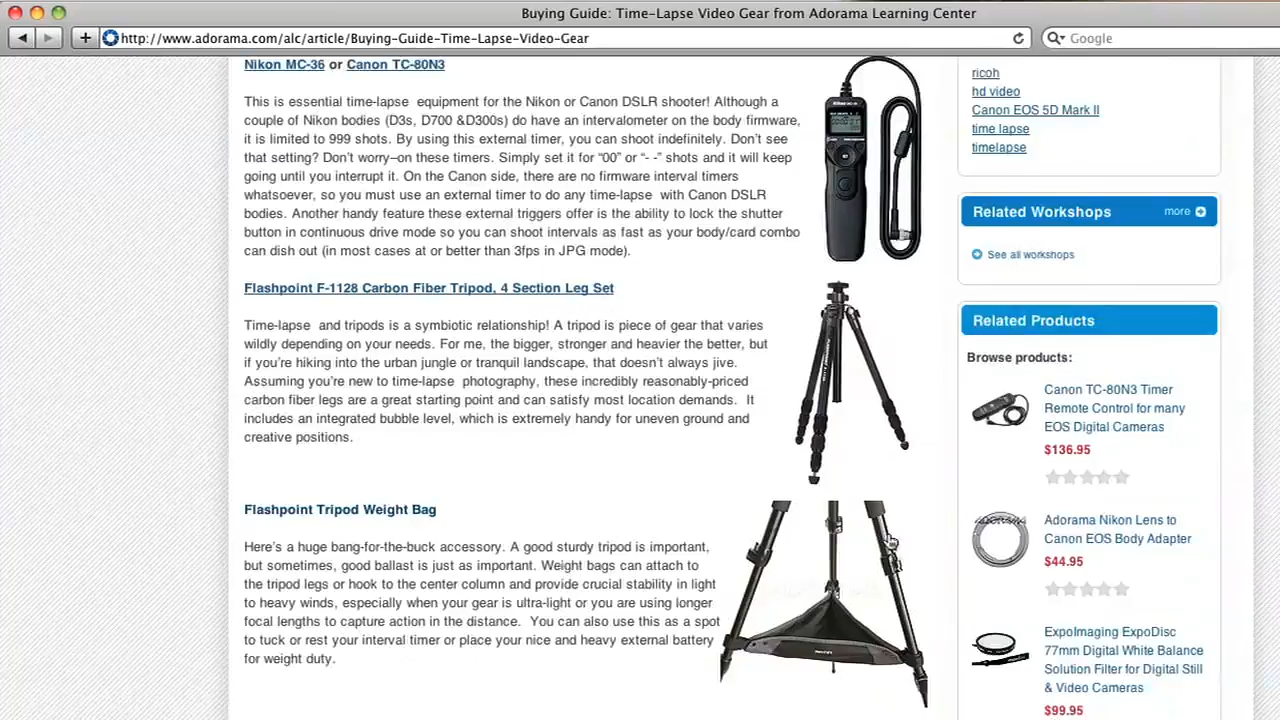 Buying Guide: Time-Lapse Video Gear from Adorama Learning Center
http://www.adorama.com/alc/article/Buying-Guide-Time-Lapse-Video-Gear
Google
Nikon MC-36 or Canon TC-80N3
This is essential time-lapse equipment for the Nikon or Canon DSLR shooter! Although a
couple of Nikon bodies (D3s, D700 &D300s) do have an intervalometer on the body firmware,
it is limited to 999 shots. By using this external timer, you can shoot indefinitely. Don't see
that setting? Don't worry–on these timers. Simply set it for “00” or “- -” shots and it will keep
going until you interrupt it. On the Canon side, there are no firmware interval timers
whatsoever, so you must use an external timer to do any time-lapse with Canon DSLR
bodies. Another handy feature these external triggers offer is the ability to lock the shutter
button in continuous drive mode so you can shoot intervals as fast as your body/card combo
can dish out (in most cases at or better than 3fps in JPG mode).
Flashpoint F-1128 Carbon Fiber Tripod, 4 Section Leg Set
Time-lapse and tripods is a symbiotic relationship! A tripod is piece of gear that varies
wildly depending on your needs. For me, the bigger, stronger and heavier the better, but
if you're hiking into the urban jungle or tranquil landscape, that doesn't always jive.
Assuming you're new to time-lapse photography, these incredibly reasonably-priced
carbon fiber legs are a great starting point and can satisfy most location demands. It
includes an integrated bubble level, which is extremely handy for uneven ground and
creative positions.
Flashpoint Tripod Weight Bag
Here's a huge bang-for-the-buck accessory. A good sturdy tripod is important,
but sometimes, good ballast is just as important. Weight bags can attach to
the tripod legs or hook to the center column and provide crucial stability in light
to heavy winds, especially when your gear is ultra-light or you are using longer
focal lengths to capture action in the distance. You can also use this as a spot
to tuck or rest your interval timer or place your nice and heavy external battery
for weight duty.
ricoh
hd video
Canon EOS 5D Mark II
time lapse
timelapse
Related Workshops more
See all workshops
Related Products
Browse products:
Canon TC-80N3 Timer
Remote Control for many
EOS Digital Cameras
$136.95
ADORAMA
Adorama Nikon Lens to
Canon EOS Body Adapter
$44.95
ExpoImaging ExpoDisc
77mm Digital White Balance
Solution Filter for Digital Still
& Video Cameras
$99.95